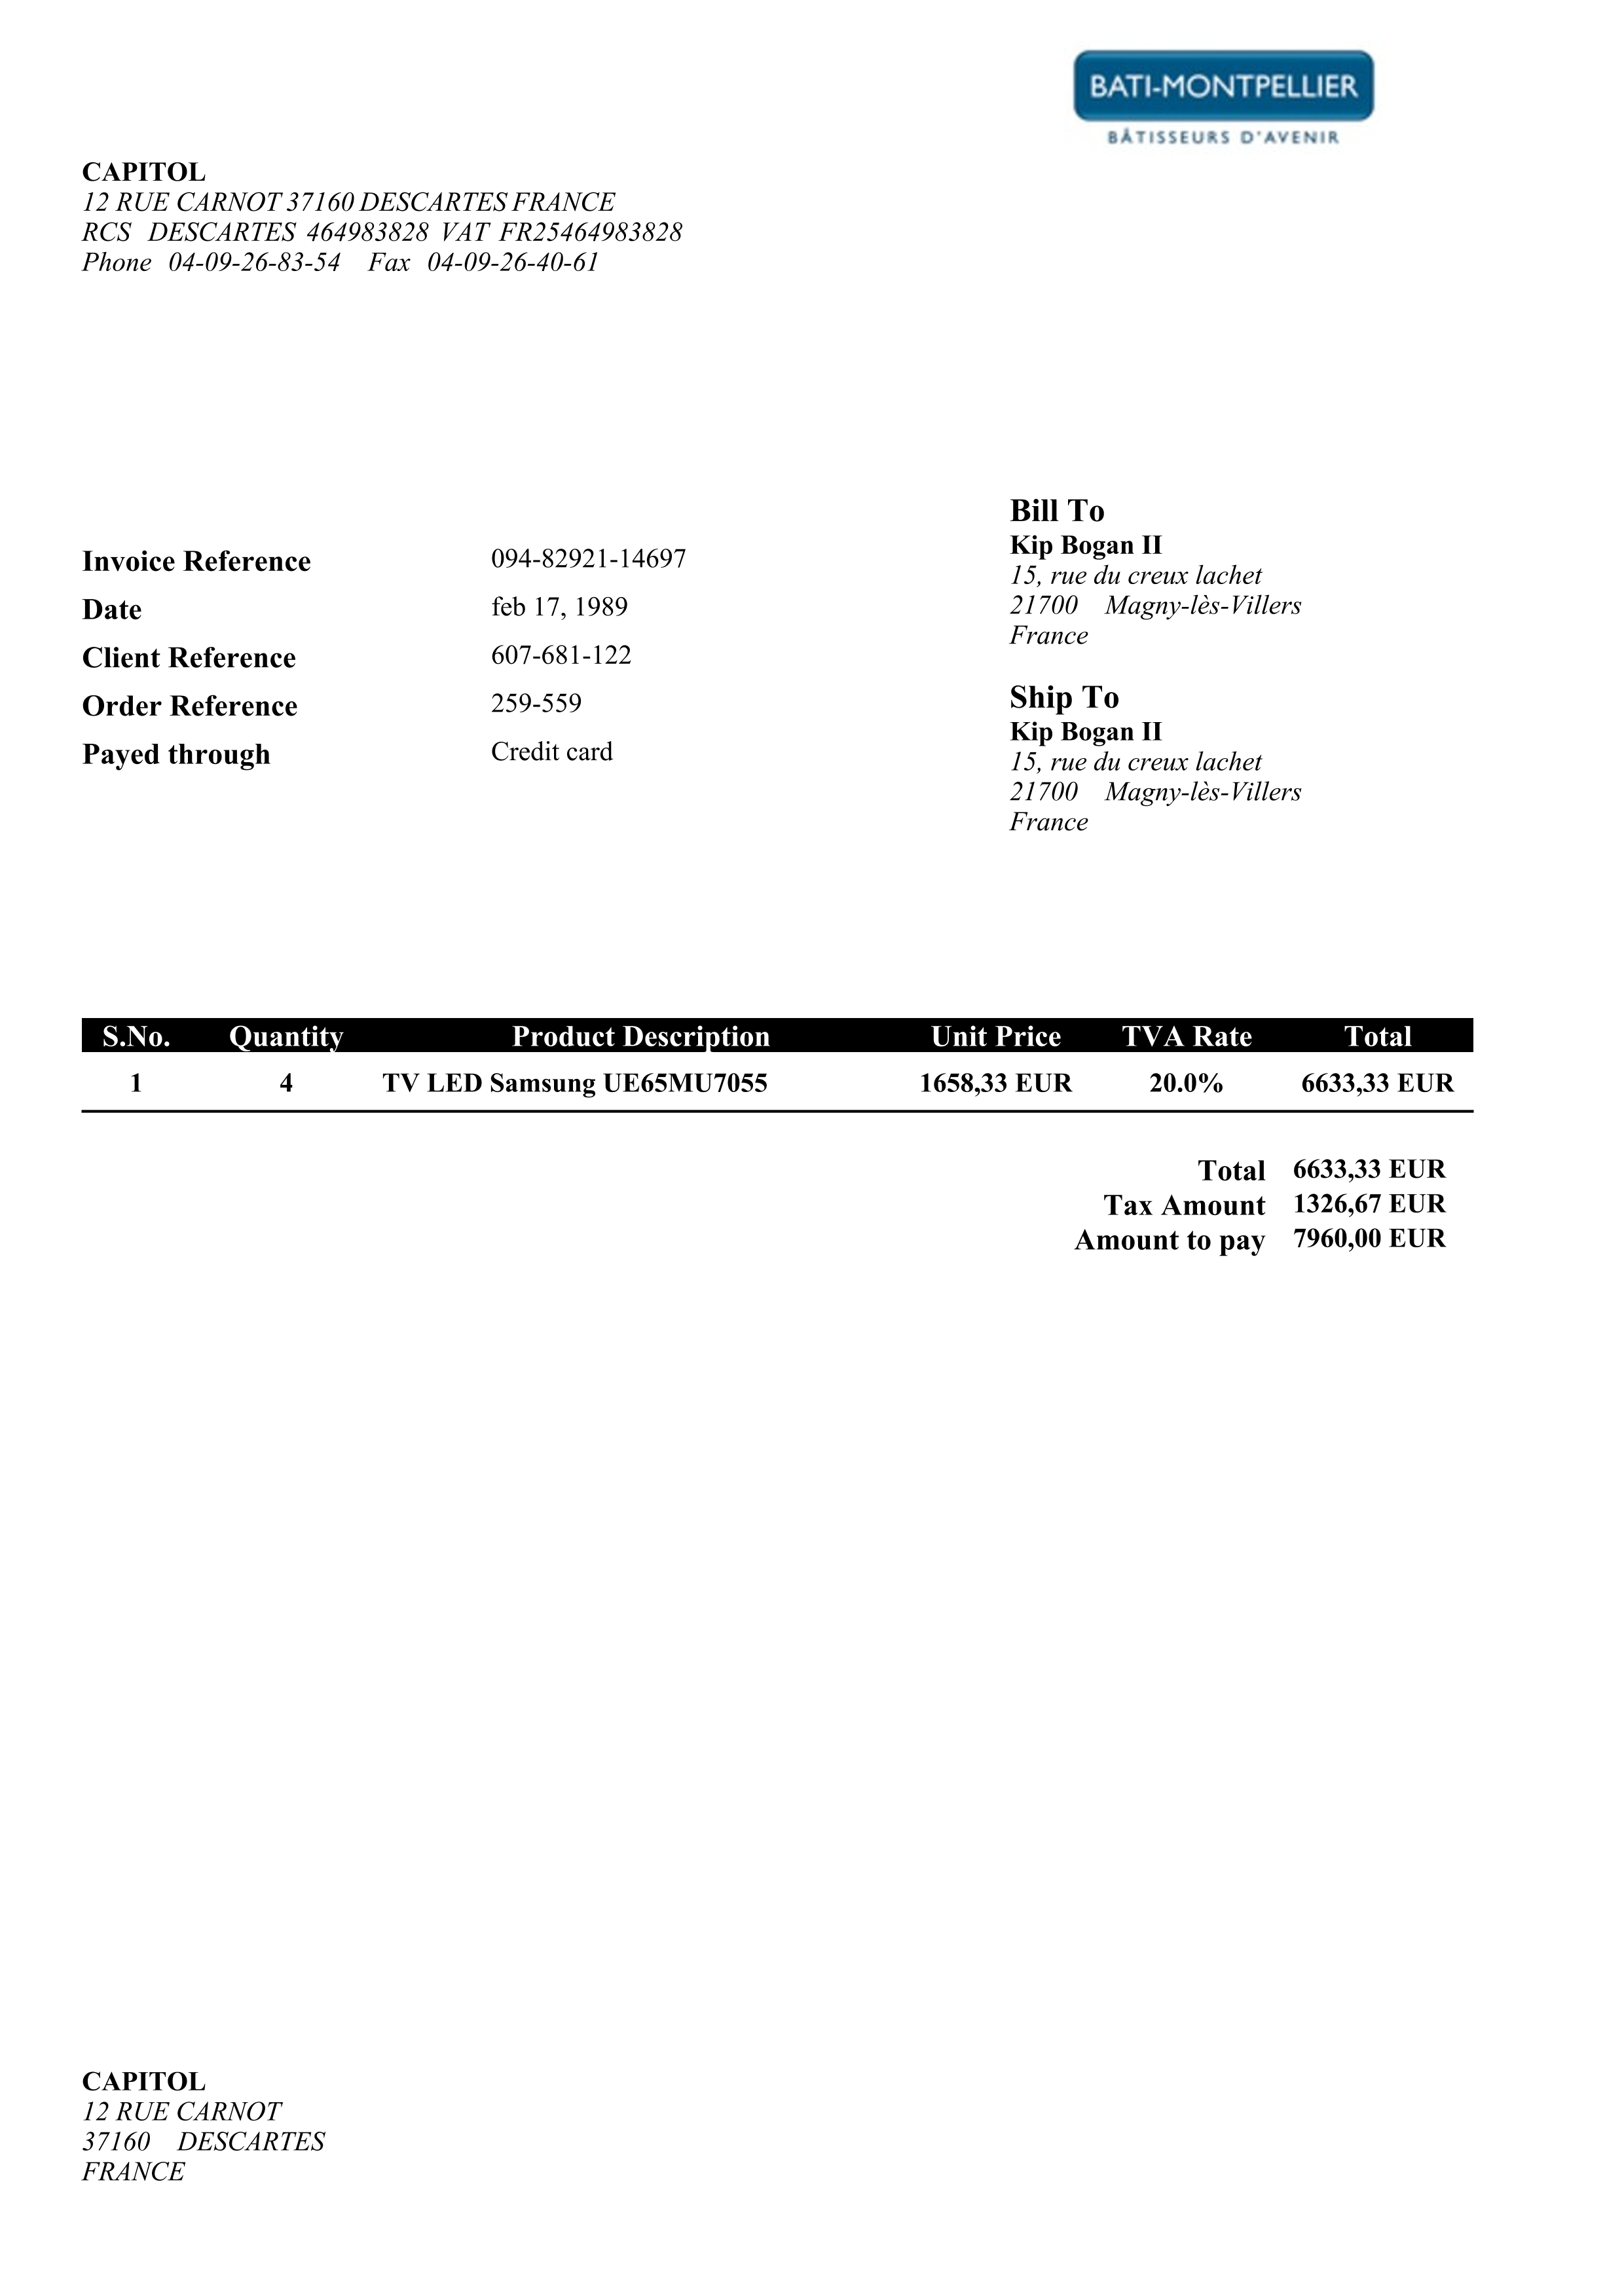 BATI-MONTPELLIER
BÂTISSEURS D'AVENIR
CAPITOL
12 RUE CARNOT 37160 DESCARTES FRANCE
RCS DESCARTES 464983828 VAT FR25464983828
Phone 04-09-26-83-54 Fax 04-09-26-40-61
Invoice Reference 094-82921-14697
Date feb 17, 1989
Client Reference 607-681-122
Order Reference 259-559
Payed through Credit card
Bill To
Kip Bogan II
15, rue du creux lachet
21700 Magny-lès-Villers
France
Ship To
Kip Bogan II
15, rue du creux lachet
21700 Magny-lès-Villers
France
S.No. Quantity Product Description Unit Price TVA Rate Total
1 4 TV LED Samsung UE65MU7055 1658,33 EUR 20.0% 6633,33 EUR
Total 6633,33 EUR
Tax Amount 1326,67 EUR
Amount to pay 7960,00 EUR
CAPITOL
12 RUE CARNOT
37160 DESCARTES
FRANCE